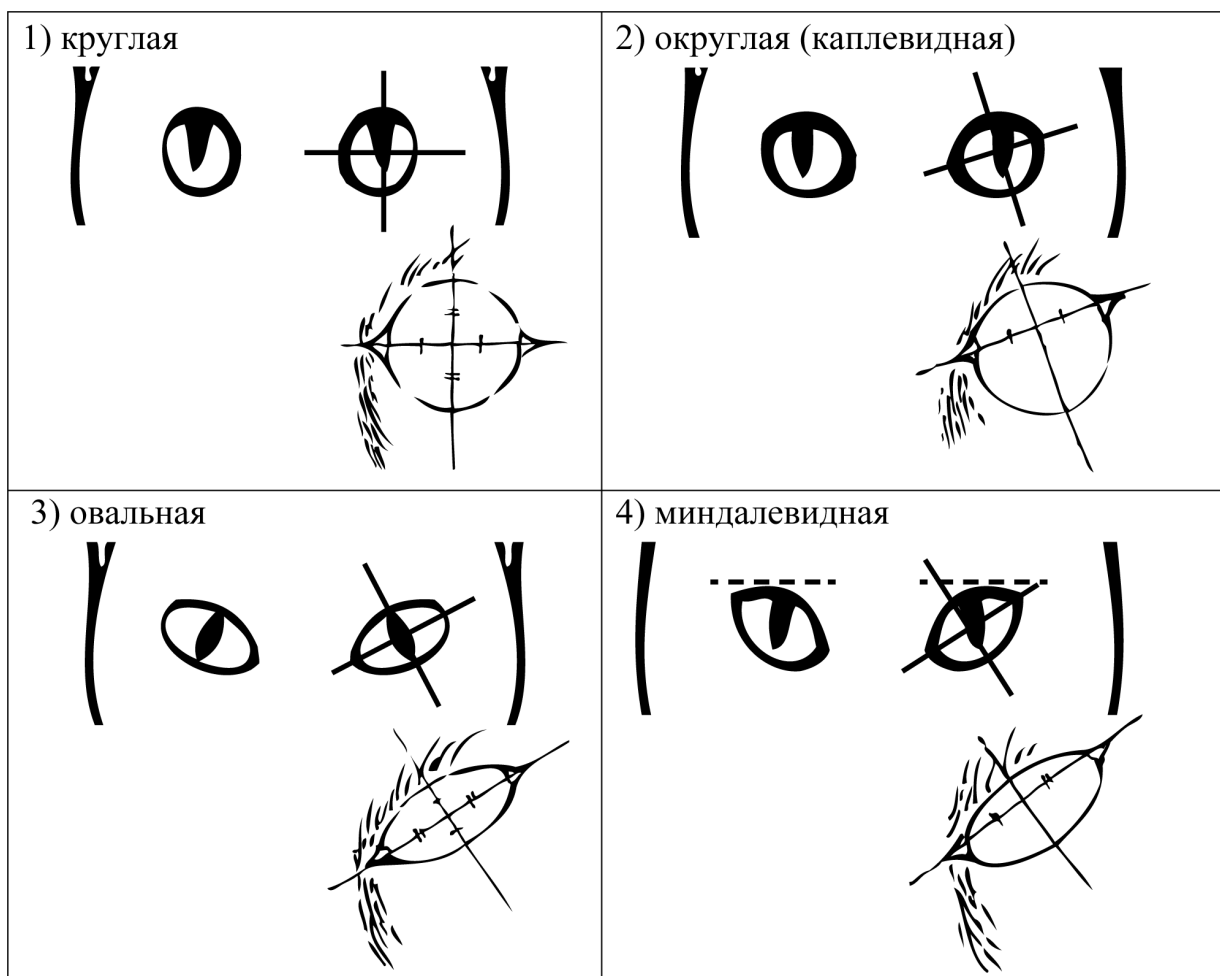 1) круглая
2) округлая (каплевидная)
3) овальная
4) миндалевидная